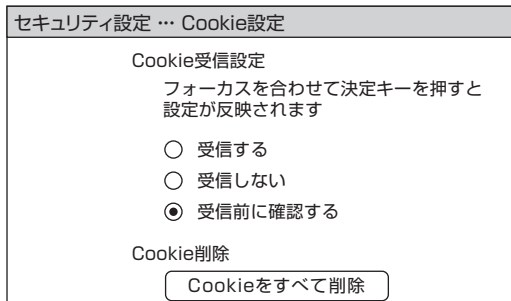 セキュリティ設定 … Cookie設定
Cookie受信設定
フォーカスを合わせて決定キーを押すと
設定が反映されます
受信する
受信しない
受信前に確認する
Cookie削除
Cookieをすべて削除